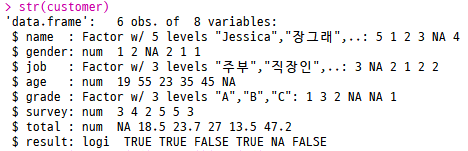 > str(customer)
'data.frame':   6 obs. of  8 variables:
 $ name  : Factor w/ 5 levels "Jessica","장그래",..: 5 1 2 3 NA 4
 $ gender: num  1 2 NA 2 1 1
 $ job   : Factor w/ 3 levels "주부","직장인",..: 3 NA 2 1 2 2
 $ age   : num  19 55 23 35 45 NA
 $ grade : Factor w/ 3 levels "A","B","C": 1 3 2 NA NA 1
 $ survey: num  3 4 2 5 5 3
 $ total : num  NA 18.5 23.7 27 13.5 47.2
 $ result: logi  TRUE TRUE FALSE TRUE NA FALSE